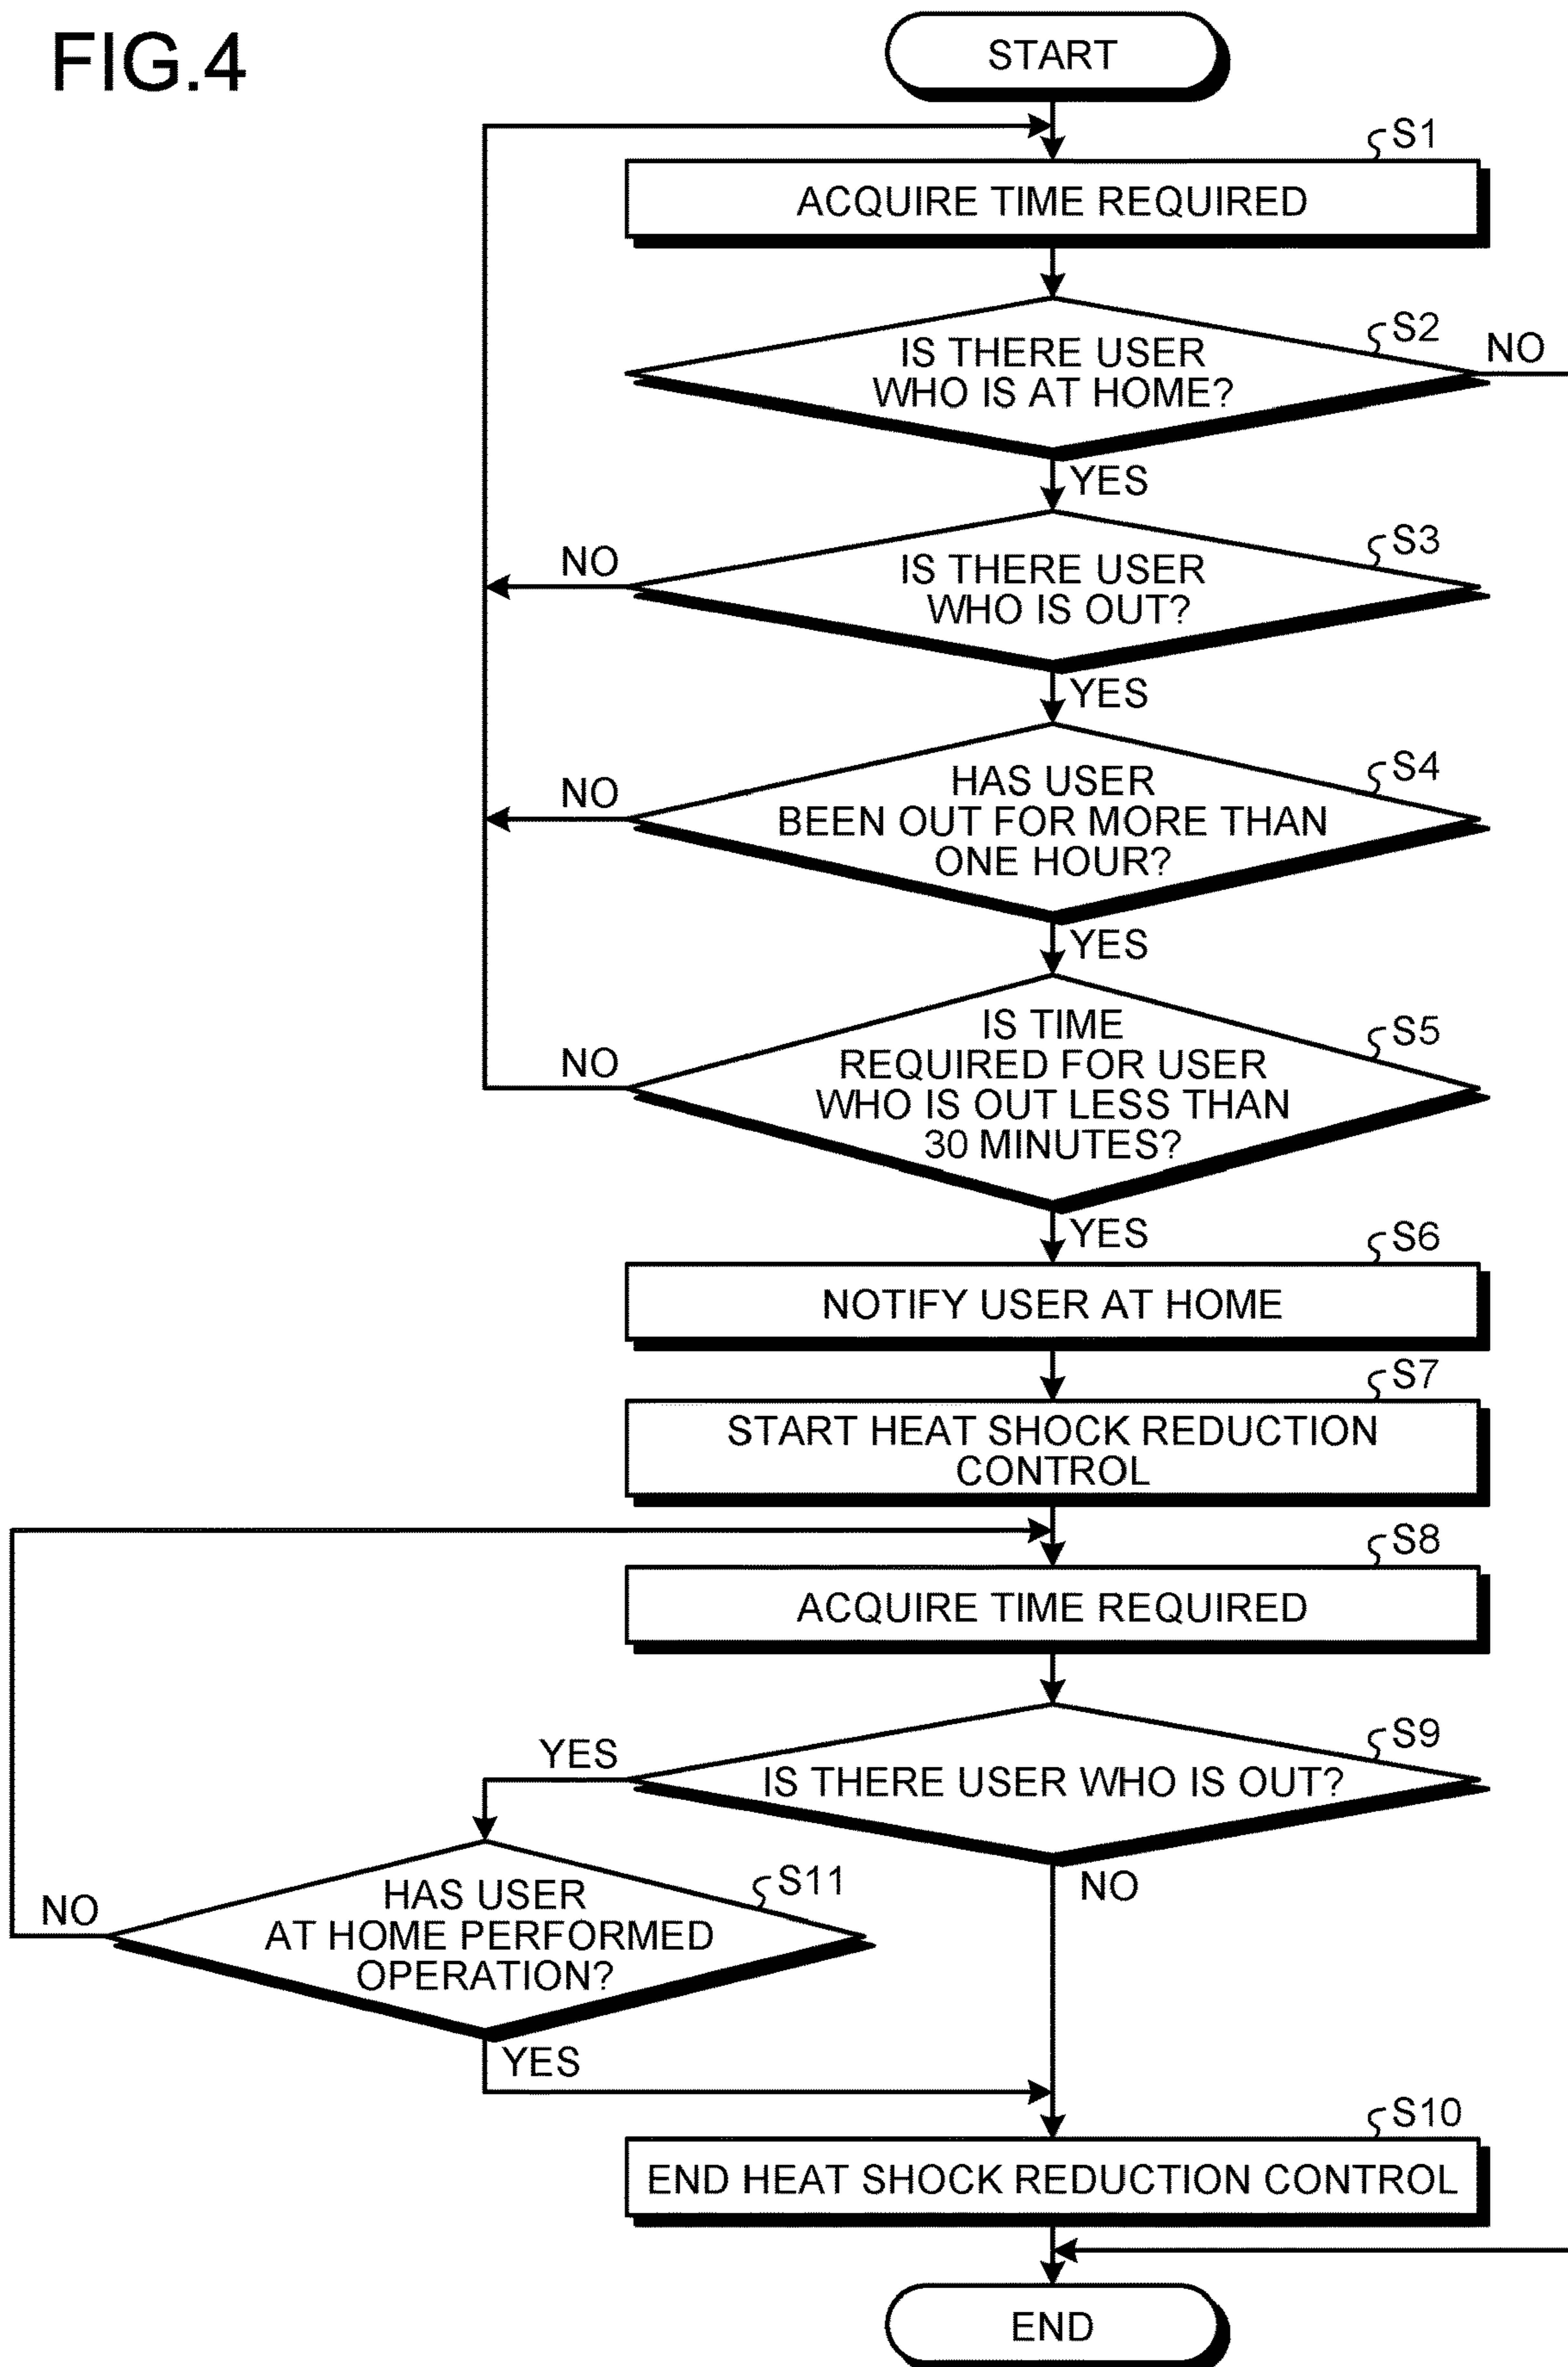 FIG.4
START
S1
ACQUIRE TIME REQUIRED
S2
IS THERE USER
WHO IS AT HOME?
NO
YES
S3
IS THERE USER
WHO IS OUT?
NO
YES
S4
HAS USER
BEEN OUT FOR MORE THAN
ONE HOUR?
NO
YES
S5
IS TIME
REQUIRED FOR USER
WHO IS OUT LESS THAN
30 MINUTES?
NO
YES
S6
NOTIFY USER AT HOME
S7
START HEAT SHOCK REDUCTION
CONTROL
S8
ACQUIRE TIME REQUIRED
S9
IS THERE USER WHO IS OUT?
YES
NO
S11
HAS USER
AT HOME PERFORMED
OPERATION?
NO
YES
S10
END HEAT SHOCK REDUCTION CONTROL
END